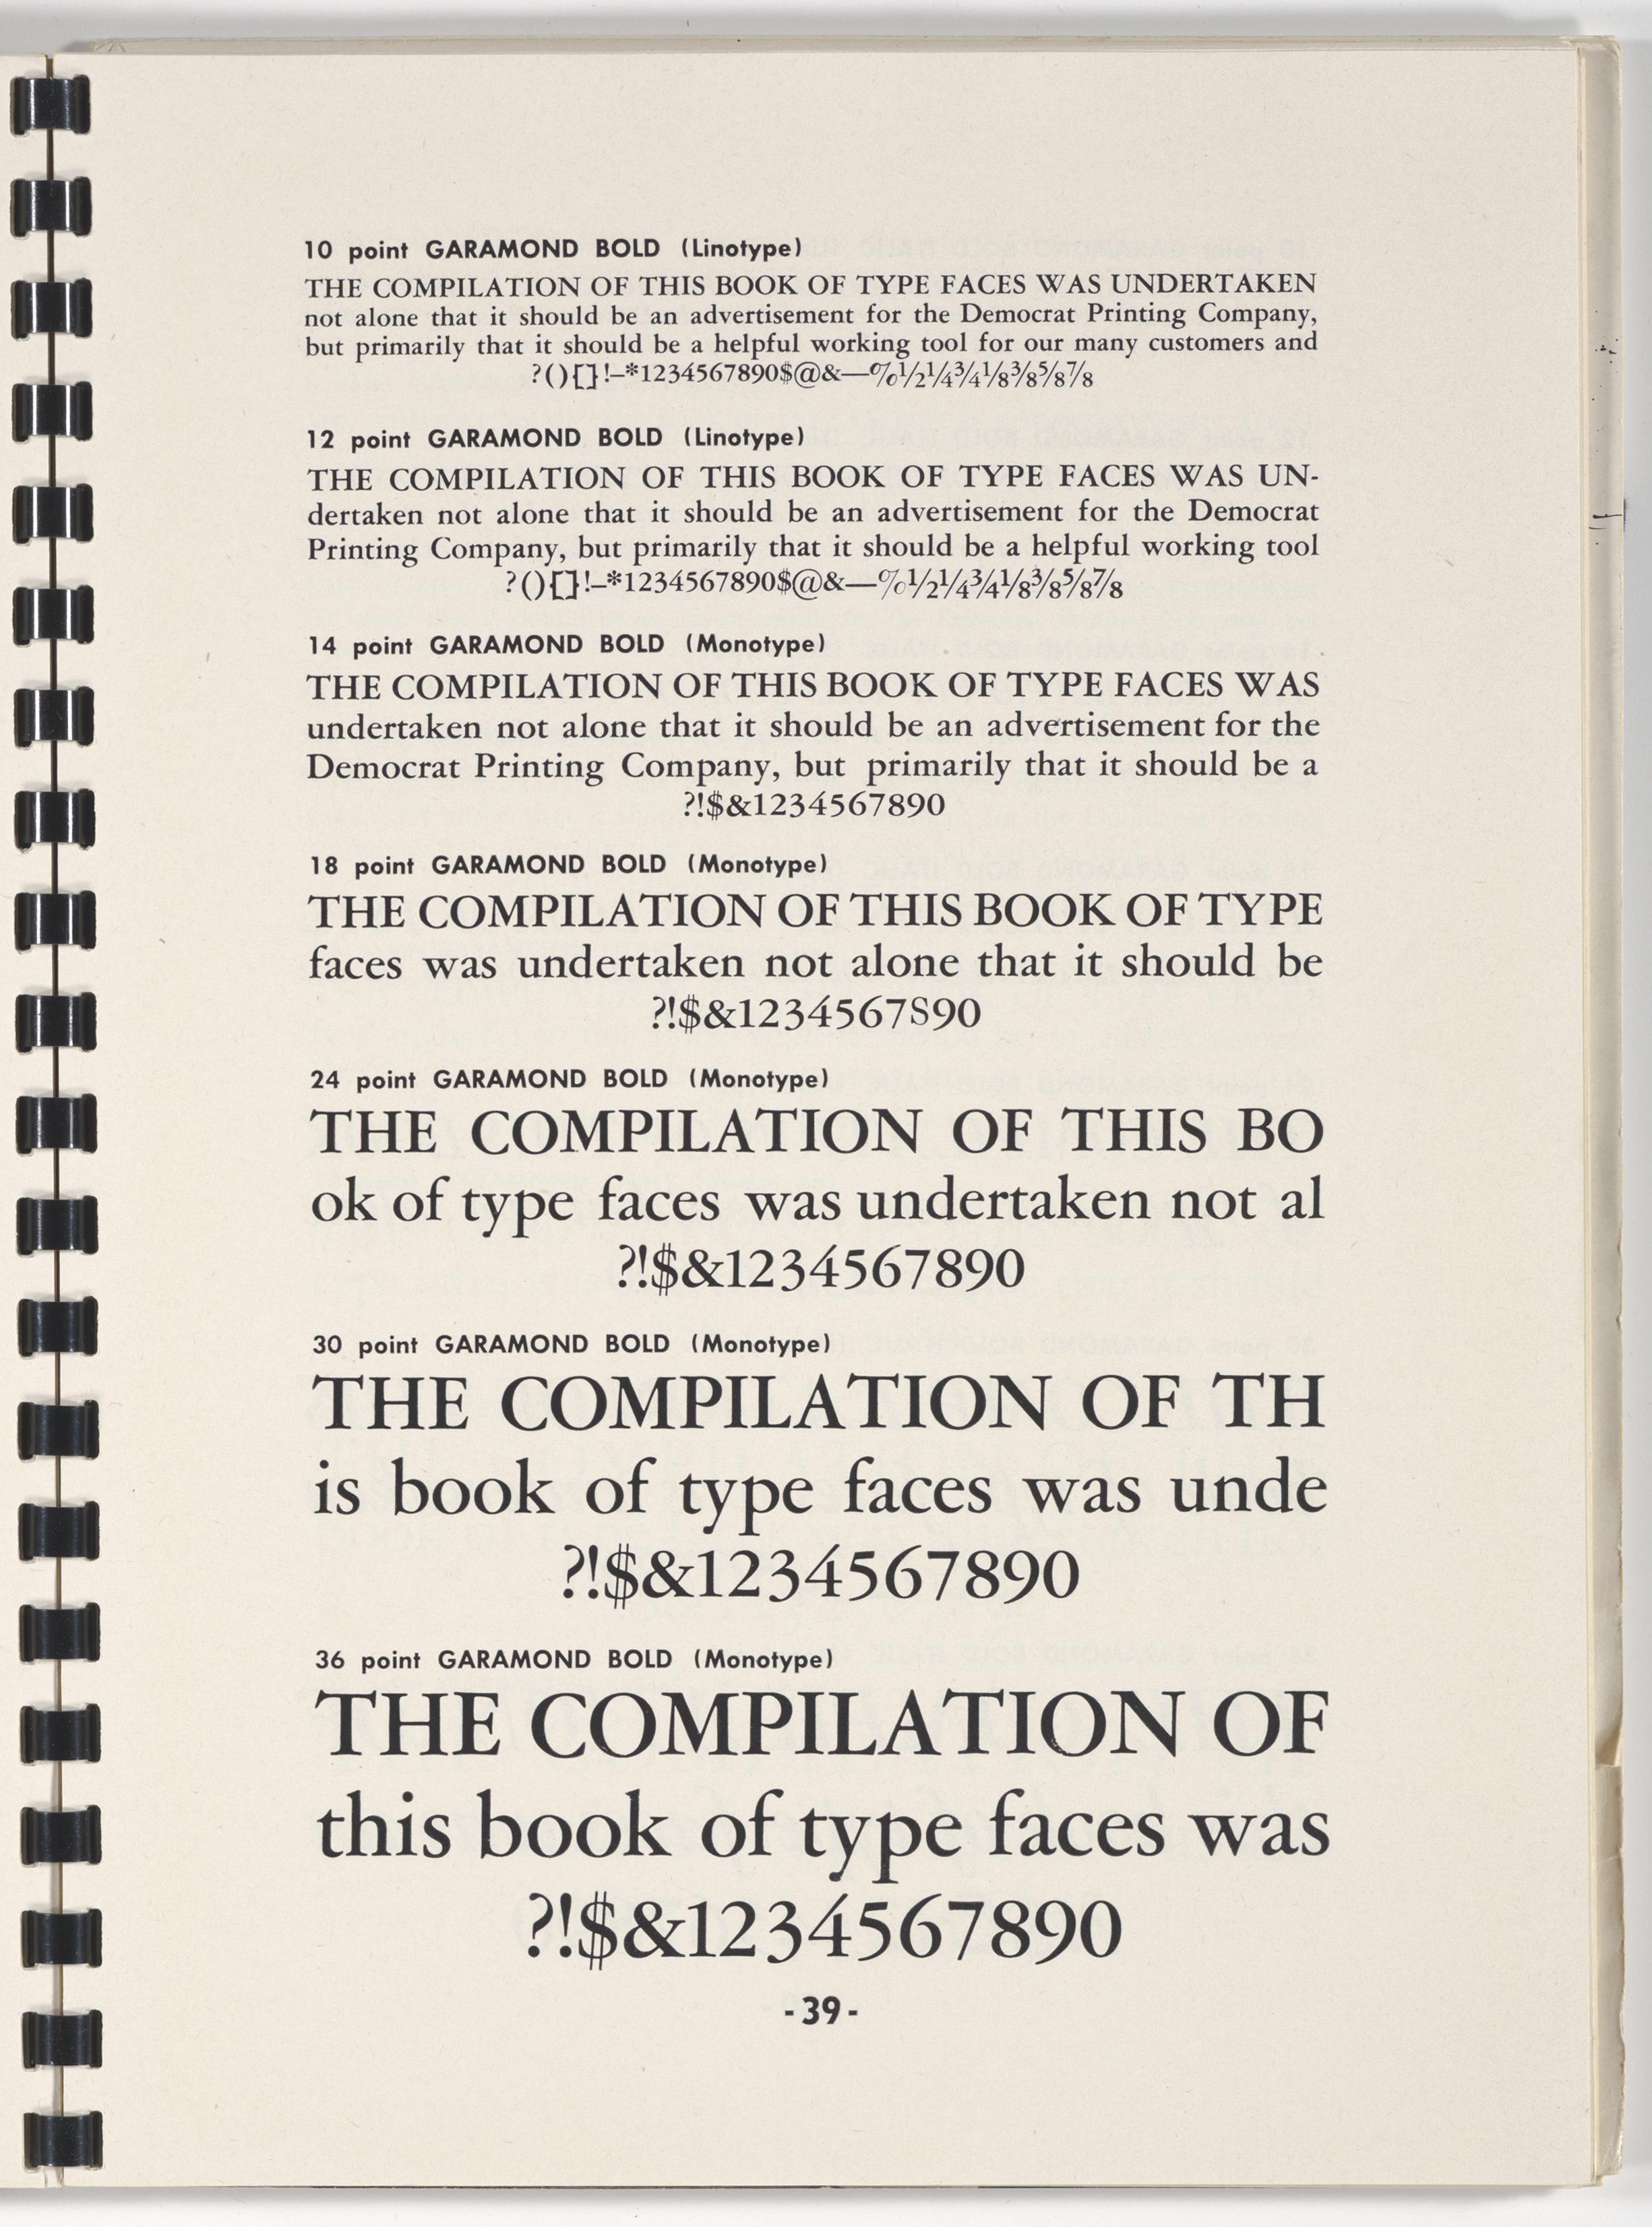 10 point GARAMOND BOLD (Linotype)
THE COMPILATION OF THIS BOOK OF TYPE FACES WAS UNDERTAKEN
not alone that it should be an advertisement for the Democrat Printing Company,
but primarily that it should be a helpful working tool for our many customers and
?()[]!–*1234567890$@&—%½¼¾⅛⅜⅝⅞
12 point GARAMOND BOLD (Linotype)
THE COMPILATION OF THIS BOOK OF TYPE FACES WAS UN-
dertaken not alone that it should be an advertisement for the Democrat
Printing Company, but primarily that it should be a helpful working tool
?()[]!–*1234567890$@&—%½¼¾⅛⅜⅝⅞
14 point GARAMOND BOLD (Monotype)
THE COMPILATION OF THIS BOOK OF TYPE FACES WAS
undertaken not alone that it should be an advertisement for the
Democrat Printing Company, but primarily that it should be a
?!$&1234567890
18 point GARAMOND BOLD (Monotype)
THE COMPILATION OF THIS BOOK OF TYPE
faces was undertaken not alone that it should be
?!$&1234567S90
24 point GARAMOND BOLD (Monotype)
THE COMPILATION OF THIS BO
ok of type faces was undertaken not al
?!$&1234567890
30 point GARAMOND BOLD (Monotype)
THE COMPILATION OF TH
is book of type faces was unde
?!$&1234567890
36 point GARAMOND BOLD (Monotype)
THE COMPILATION OF
this book of type faces was
?!$&1234567890
- 39 -